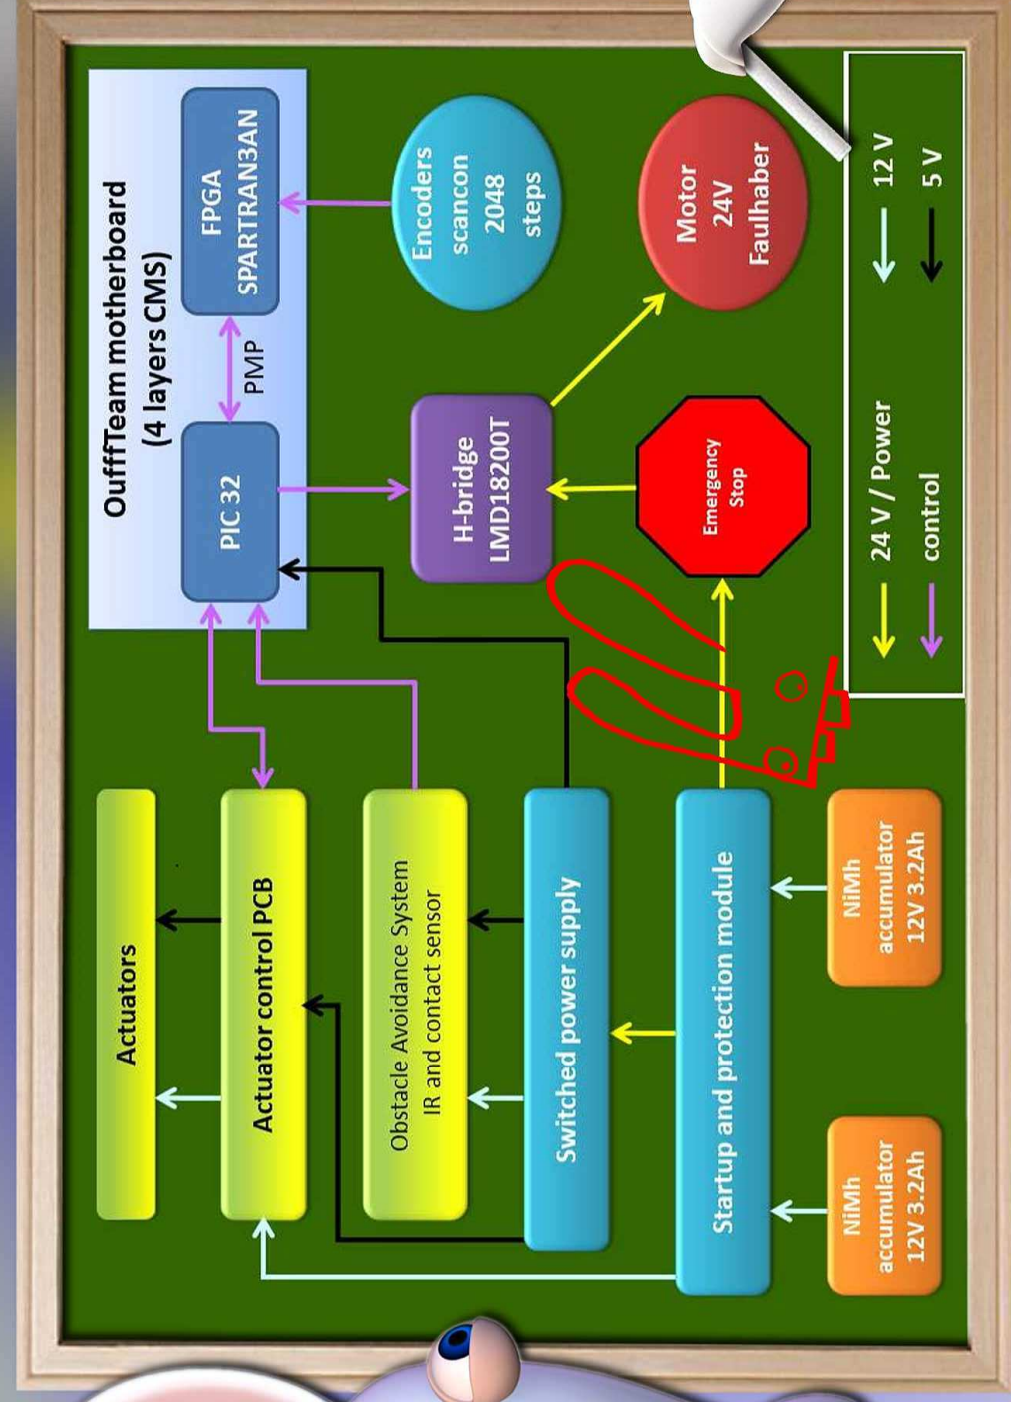 OufffTeam motherboard
(4 layers CMS)
PIC 32
PMP
FPGA
SPARTRAN3AN
Actuators
Actuator control PCB
Obstacle Avoidance System
IR and contact sensor
Switched power supply
Startup and protection module
NiMh
accumulator
12V 3.2Ah
NiMh
accumulator
12V 3.2Ah
H-bridge
LMD18200T
Encoders
scancon
2048
steps
Emergency
Stop
Motor
24V
Faulhaber
24 V / Power
12 V
control
5 V